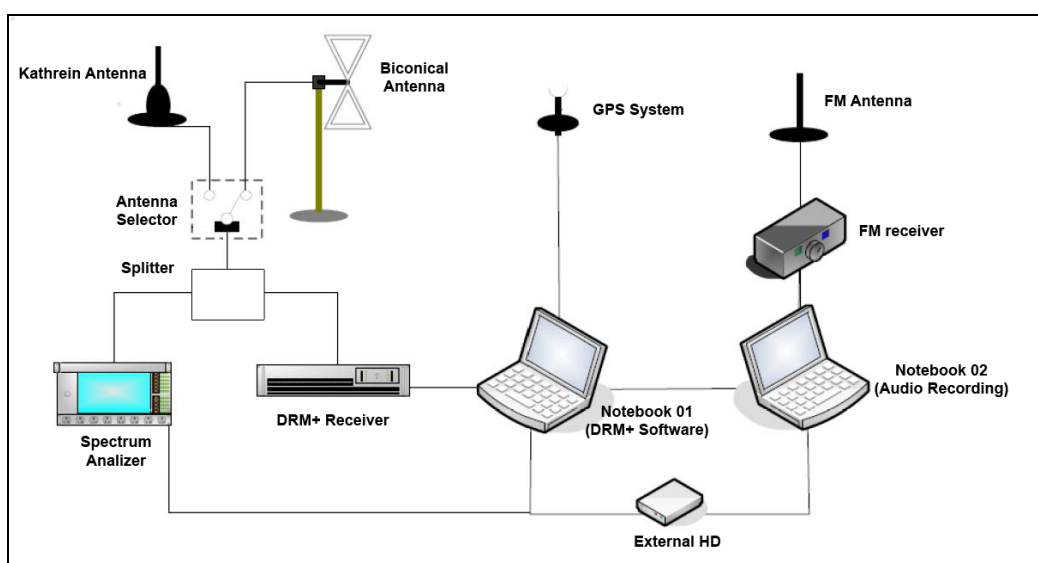 Kathrein Antenna
Biconical
Antenna
GPS System
FM Antenna
Antenna
Selector
FM receiver
Splitter
Notebook 02
(Audio Recording)
DRM+ Receiver
Notebook 01
(DRM+ Software)
Spectrum
Analizer
External HD